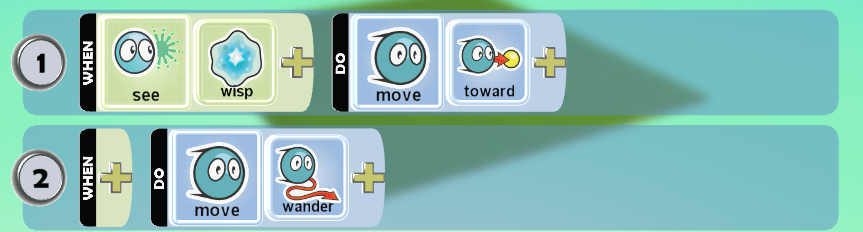 1 WHEN see wisp DO move toward
2 WHEN DO move wander